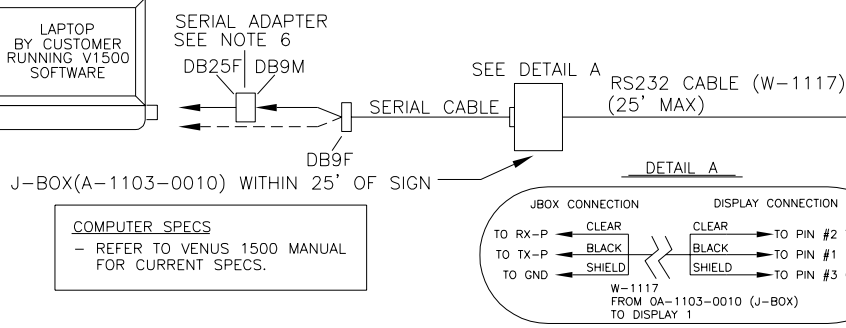 LAPTOP
BY CUSTOMER
RUNNING V1500
SOFTWARE
SERIAL ADAPTER
SEE NOTE 6
DB25F DB9M
SERIAL CABLE
DB9F
SEE DETAIL A
RS232 CABLE (W-1117)
(25' MAX)
J-BOX(A-1103-0010) WITHIN 25' OF SIGN
COMPUTER SPECS
- REFER TO VENUS 1500 MANUAL
FOR CURRENT SPECS.
DETAIL A
JBOX CONNECTION
DISPLAY CONNECTION
TO RX-P CLEAR CLEAR TO PIN #2
TO TX-P BLACK BLACK TO PIN #1
TO GND SHIELD SHIELD TO PIN #3
W-1117
FROM 0A-1103-0010 (J-BOX)
TO DISPLAY 1